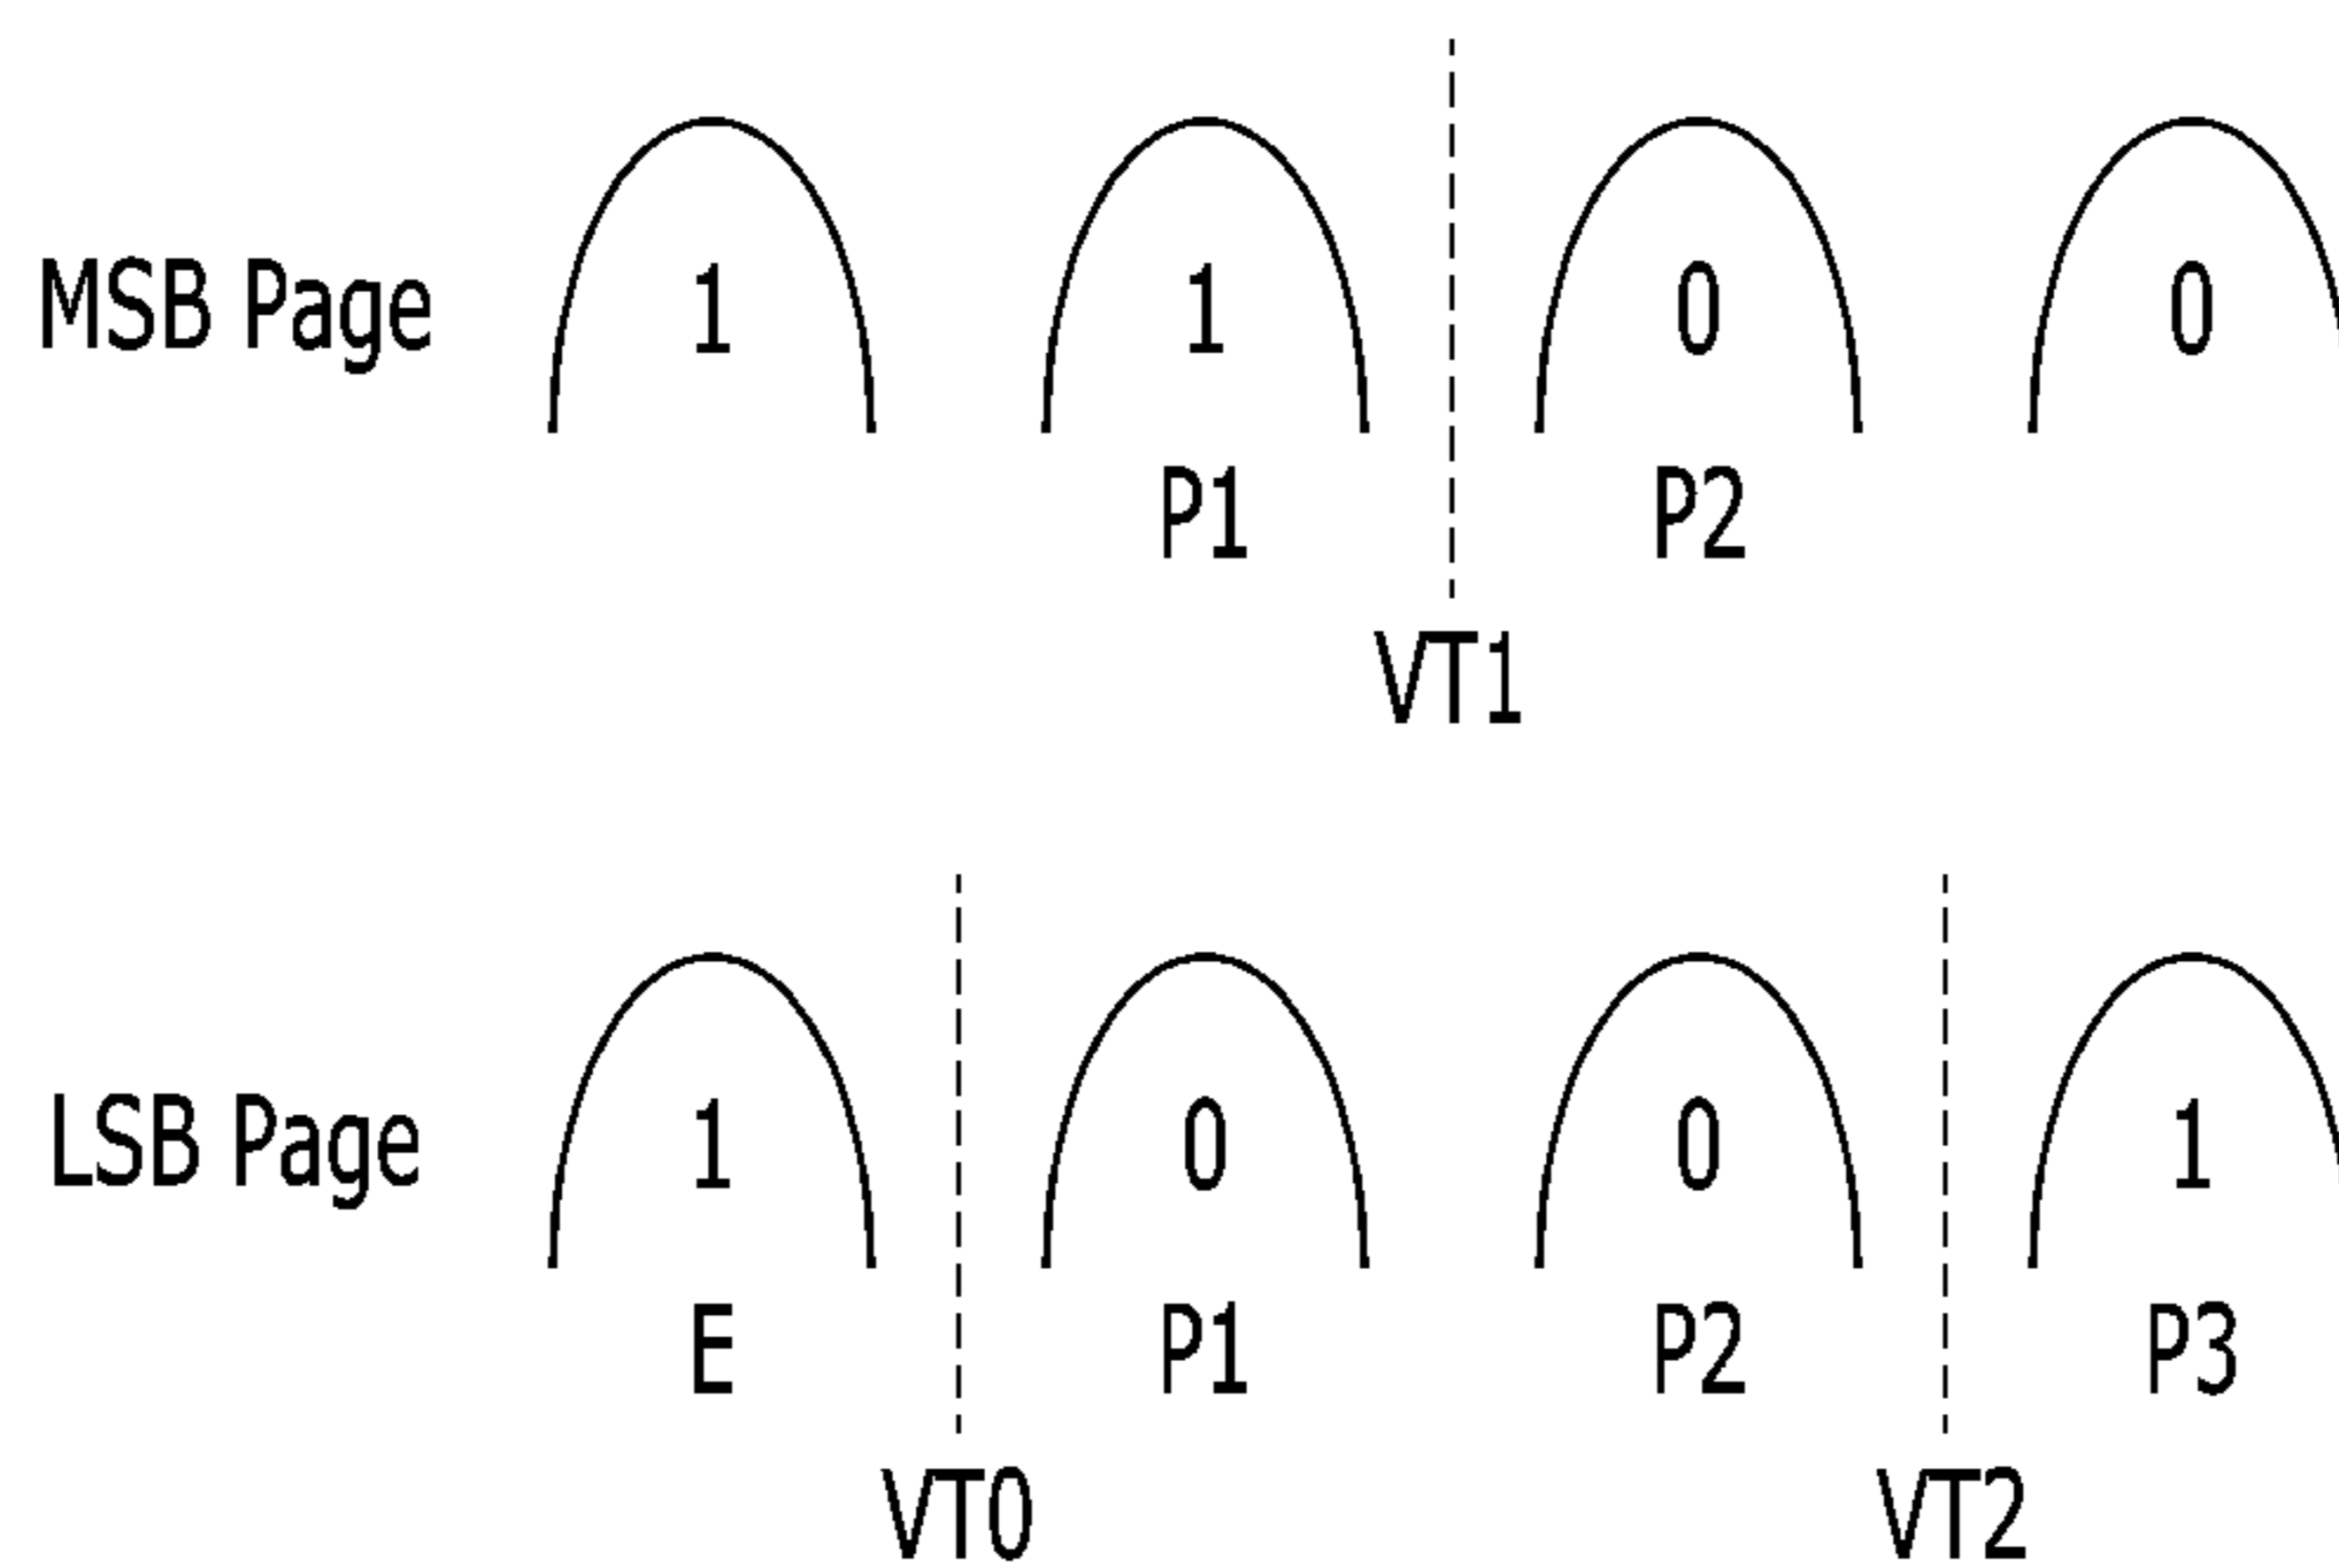 MSB Page 1 1 0 0
P1 P2
VT1
LSB Page 1 0 0 1
E P1 P2 P3
VT0 VT2